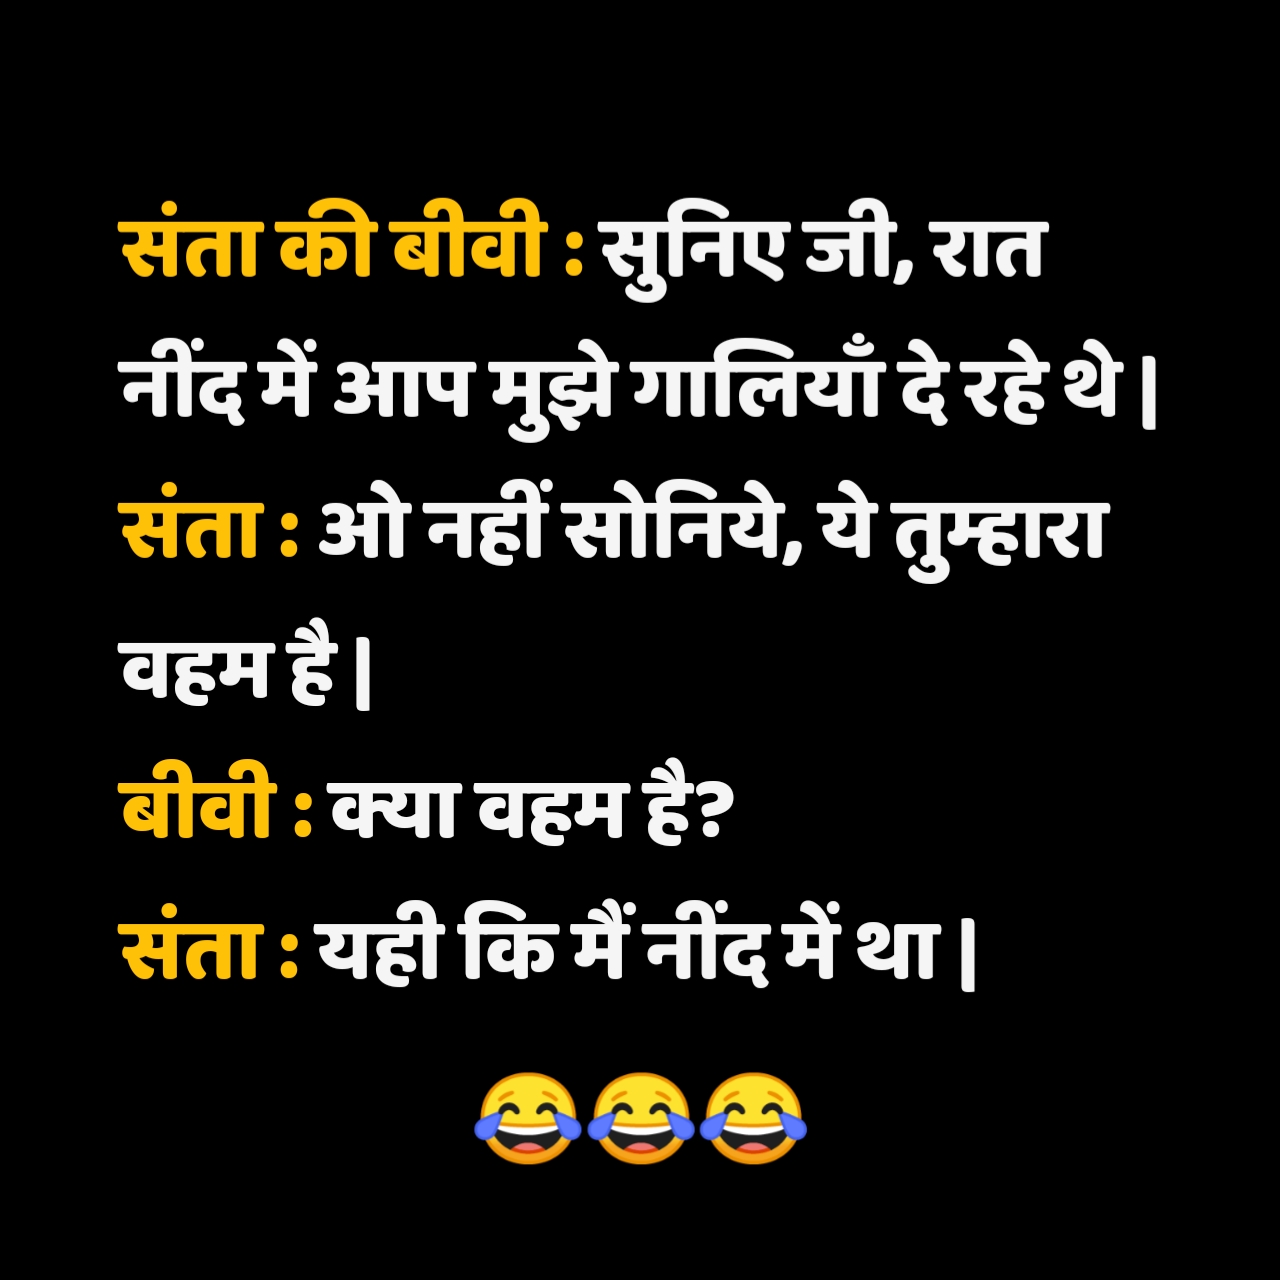 संता की बीवी : सुनिए जी, रात
नींद में आप मुझे गालियाँ दे रहे थे |
संता : ओ नहीं सोनिये, ये तुम्हारा
वहम है |
बीवी : क्या वहम है?
संता : यही कि मैं नींद में था |
😂😂😂